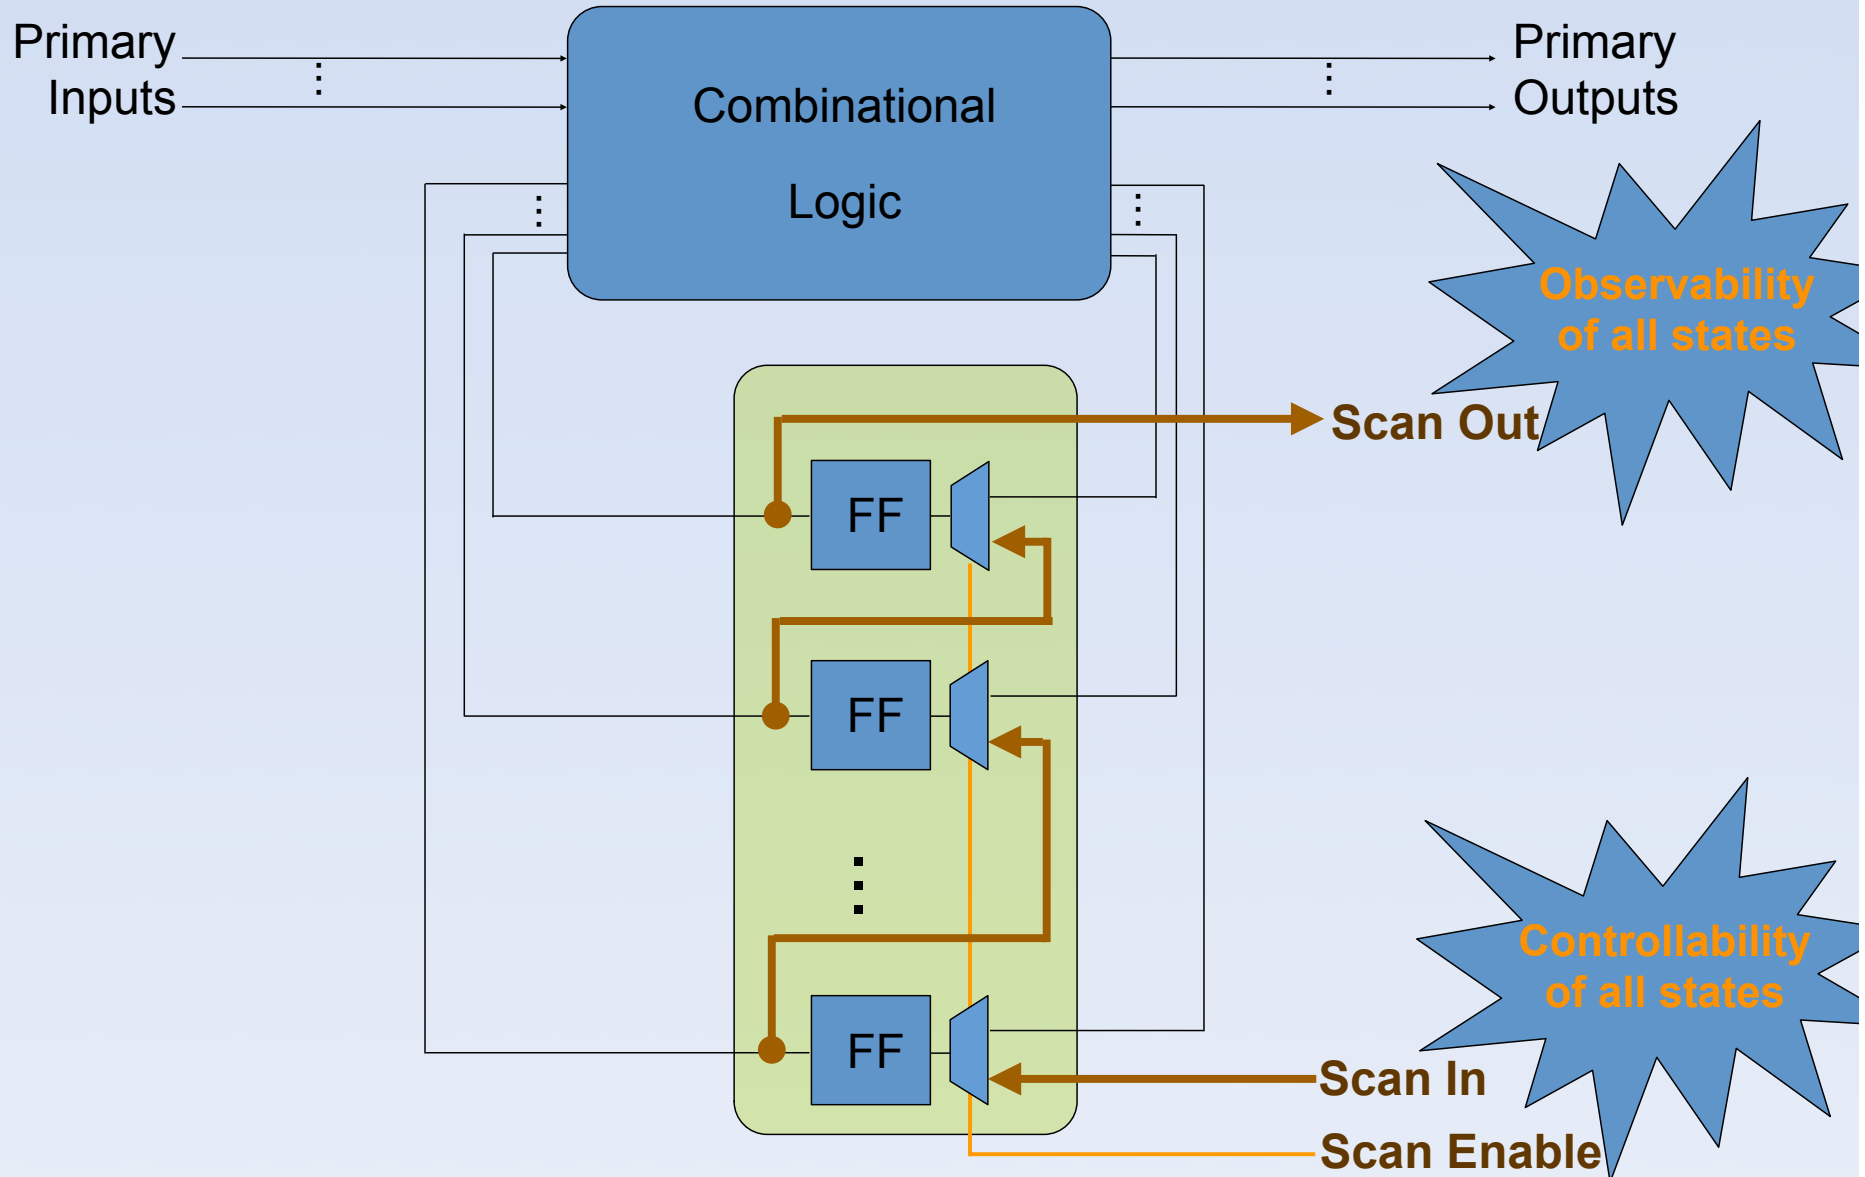 Primary
Inputs
Combinational
Logic
Primary
Outputs
Observability
of all states
Scan Out
FF
FF
FF
Controllability
of all states
Scan In
Scan Enable